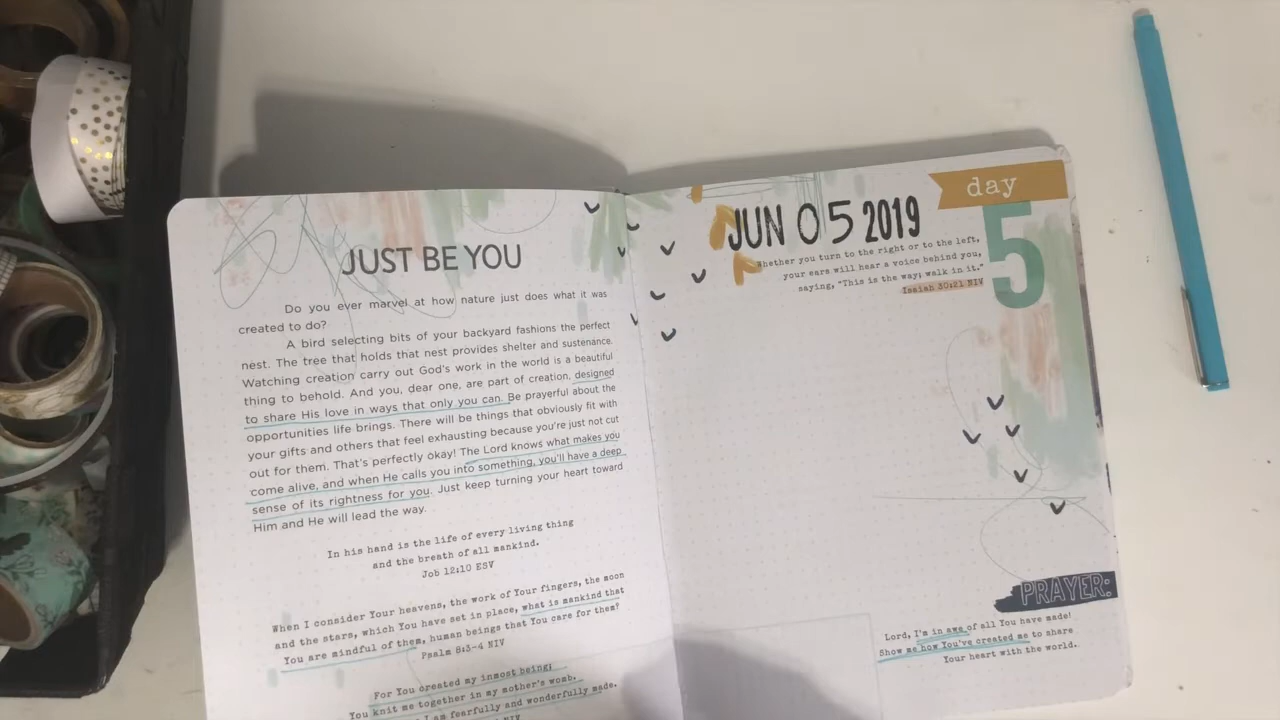 JUST BE YOU
Do you ever marvel at how nature just does what it was
created to do?
A bird selecting bits of your backyard fashions the perfect
nest. The tree that holds that nest provides shelter and sustenance.
Watching creation carry out God's work in the world is a beautiful
thing to behold. And you, dear one, are part of creation, designed
to share His love in ways that only you can. Be prayerful about the
opportunities life brings. There will be things that obviously fit with
your gifts and others that feel exhausting because you're just not cut
out for them. That's perfectly okay! The Lord knows what makes you
come alive, and when He calls you into something, you'll have a deep
sense of its rightness for you. Just keep turning your heart toward
Him and He will lead the way.
In his hand is the life of every living thing
and the breath of all mankind.
Job 12:10 ESV
When I consider Your heavens, the work of Your fingers, the moon
and the stars, which You have set in place, what is mankind that
You are mindful of them, human beings that You care for them?
Psalm 8:3-4 NIV
For You created my inmost being;
You knit me together in my mother's womb.
I am fearfully and wonderfully made.
NIV
day
5
JUN 05 2019
Whether you turn to the right or to the left,
your ears will hear a voice behind you,
saying, "This is the way; walk in it."
Isaiah 30:21 NIV
PRAYER:
Lord, I'm in awe of all You have made!
Show me how You've created me to share
Your heart with the world.